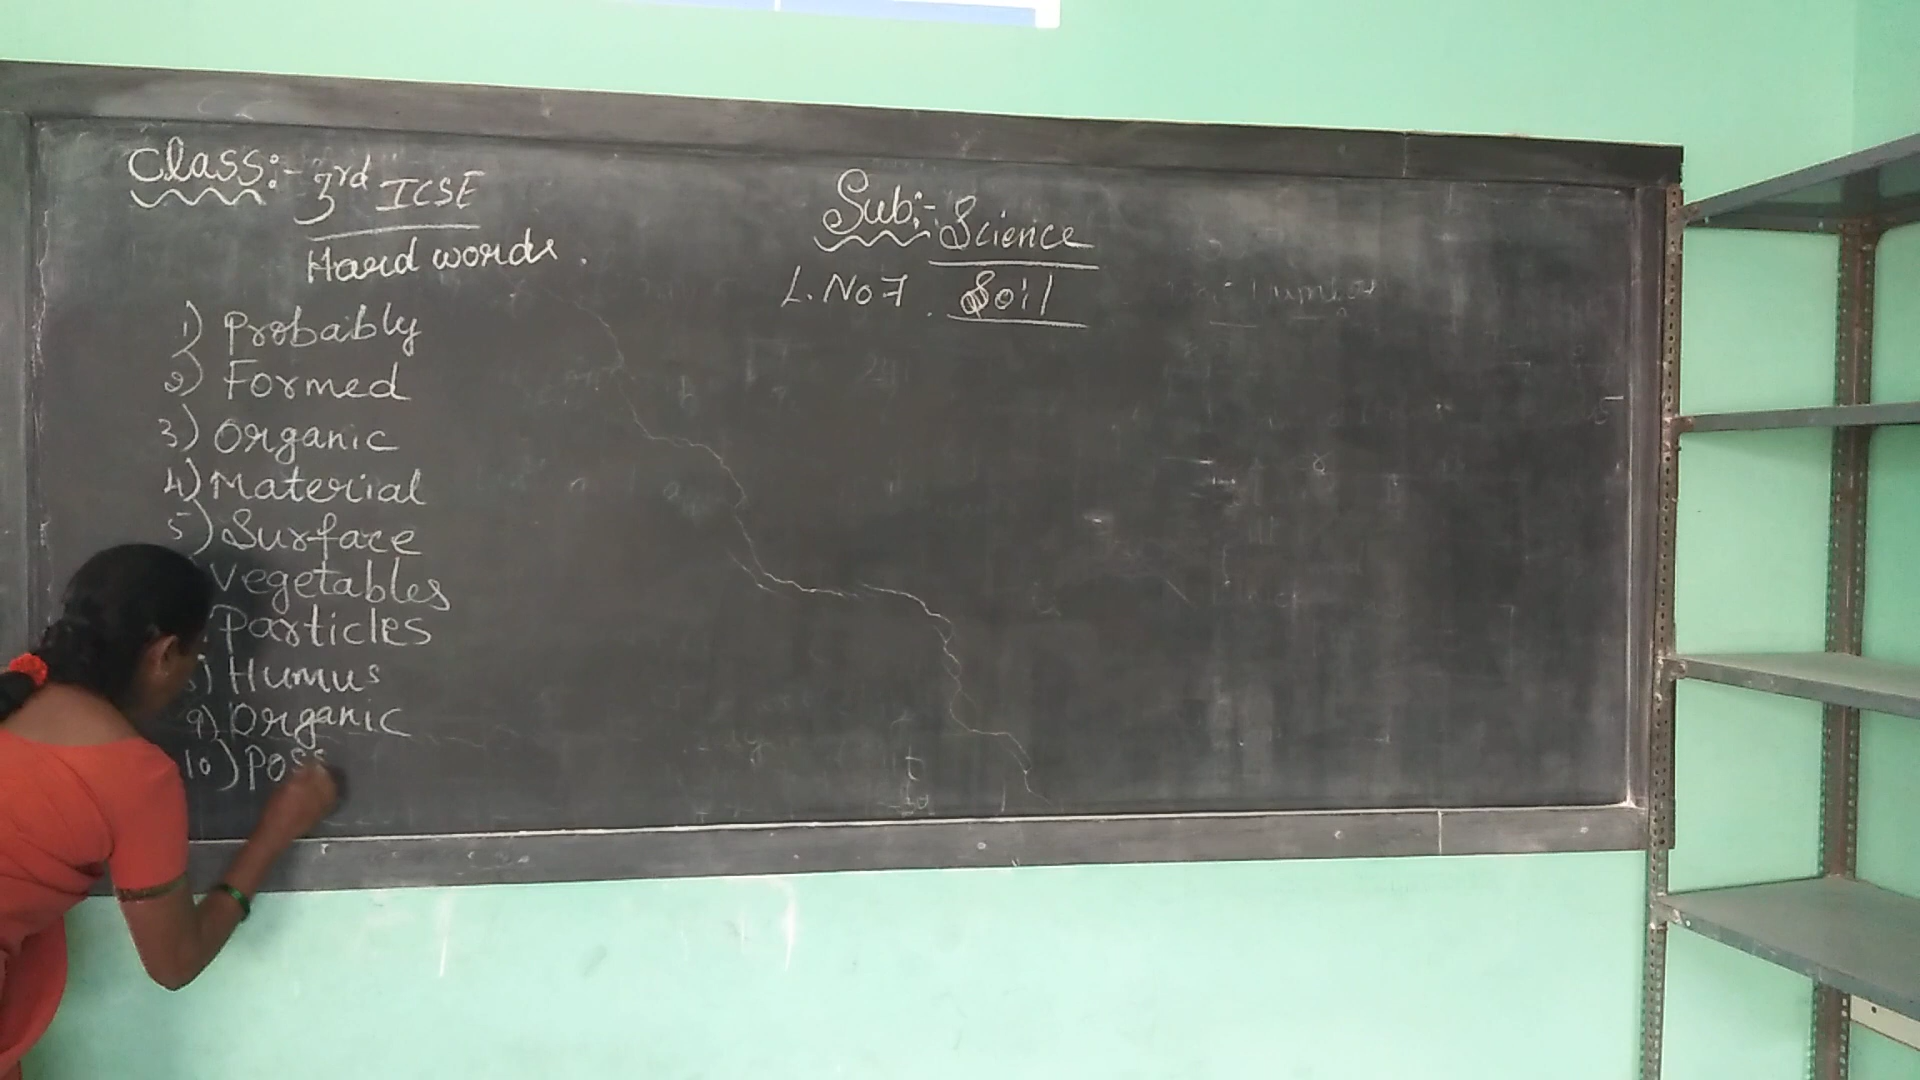 Class:- 3rd ICSE
Sub:- Science
Hard words.
L. No 7. Soil
1) Probably
2) Formed
3) Organic
4) Material
5) Surface
Vegetables
Particles
) Humus
9) Organic
10) Poss